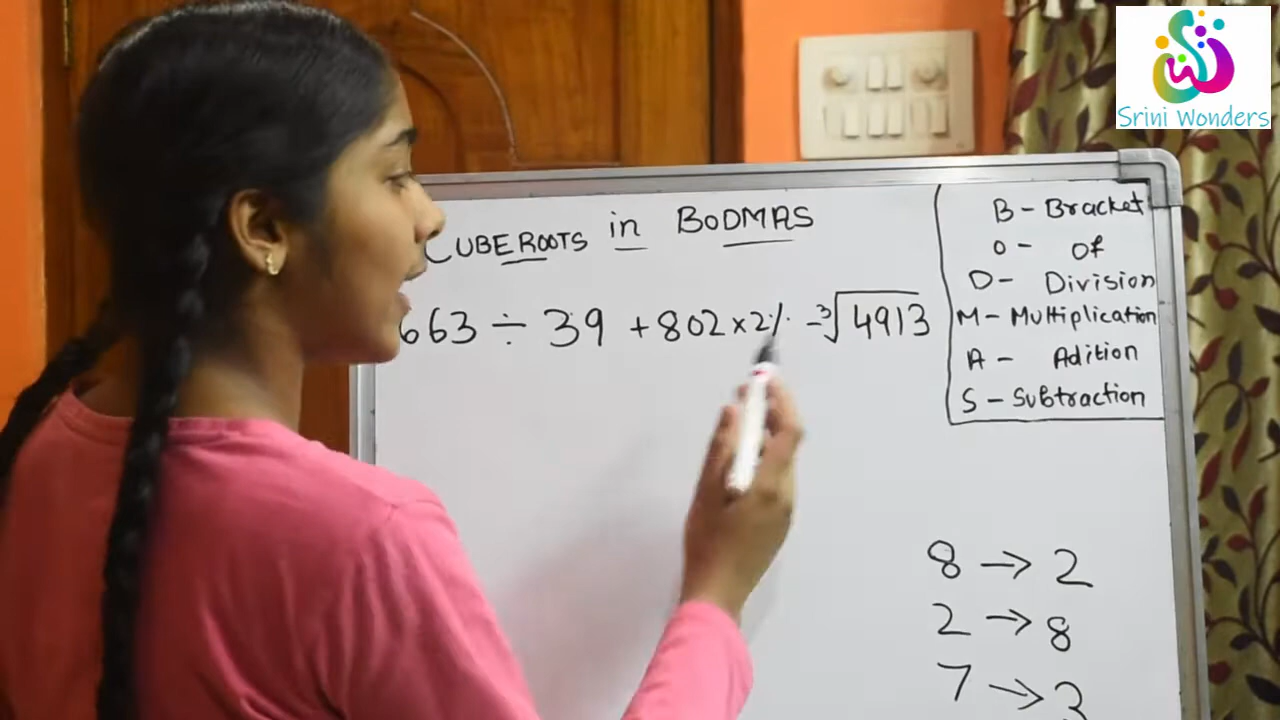 Srini Wonders
CUBEROOTS in BODMAS
663 ÷ 39 + 802 × 2% - ∛4913
B - Bracket
O - Of
D - Division
M - Multiplication
A - Adition
S - Subtraction
8 → 2
2 → 8
7 → 3